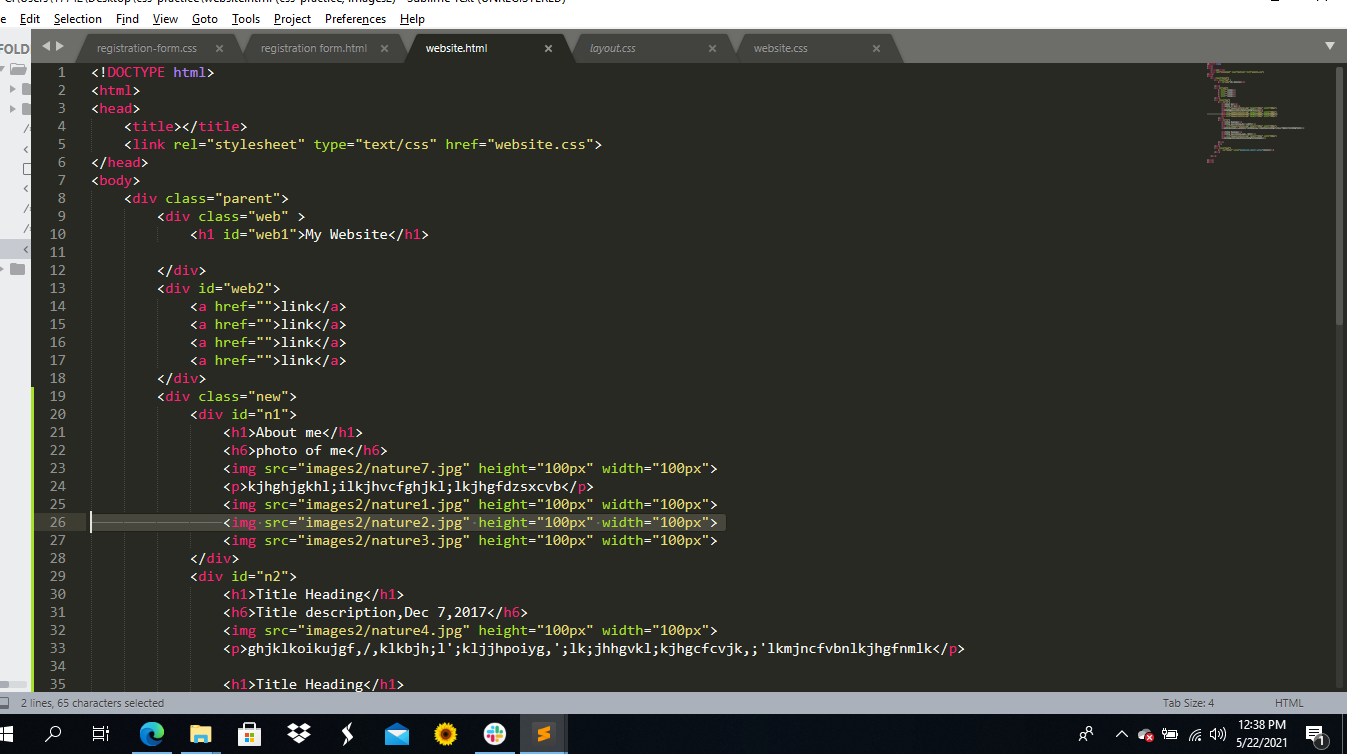 Edit Selection Find View Goto Tools Project Preferences Help
FOLD
registration-form.css × registration form.html × website.html × layout.css × website.css ×
1 <!DOCTYPE html>
2 <html>
3 <head>
4 <title></title>
5 <link rel="stylesheet" type="text/css" href="website.css">
6 </head>
7 <body>
8 <div class="parent">
9 <div class="web" >
10 <h1 id="web1">My Website</h1>
11
12 </div>
13 <div id="web2">
14 <a href="">link</a>
15 <a href="">link</a>
16 <a href="">link</a>
17 <a href="">link</a>
18 </div>
19 <div class="new">
20 <div id="n1">
21 <h1>About me</h1>
22 <h6>photo of me</h6>
23 <img src="images2/nature7.jpg" height="100px" width="100px">
24 <p>kjhghjgkhl;ilkjhvcfghjkl;lkjhgfdzsxcvb</p>
25 <img src="images2/nature1.jpg" height="100px" width="100px">
26 <img src="images2/nature2.jpg" height="100px" width="100px">
27 <img src="images2/nature3.jpg" height="100px" width="100px">
28 </div>
29 <div id="n2">
30 <h1>Title Heading</h1>
31 <h6>Title description,Dec 7,2017</h6>
32 <img src="images2/nature4.jpg" height="100px" width="100px">
33 <p>ghjklkoikujgf,/,klkbjh;l';kljjhpoiyg,';lk;jhhgvkl;kjhgcfcvjk,;'lkmjncfvbnlkjhgfnmlk</p>
34
35 <h1>Title Heading</h1>
2 lines, 65 characters selected Tab Size: 4 HTML
12:38 PM
5/22/2021
1